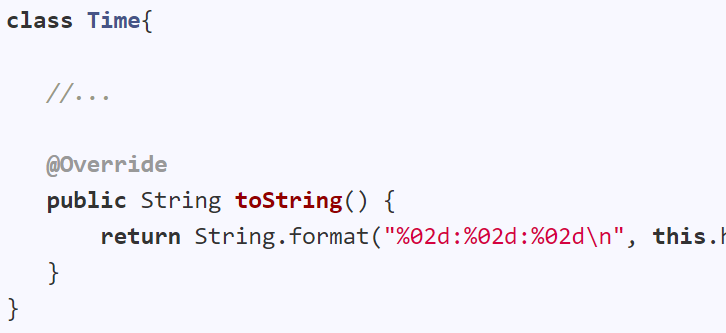 class Time{
//...
@Override
public String toString() {
return String.format("%02d:%02d:%02d\n", this.
}
}